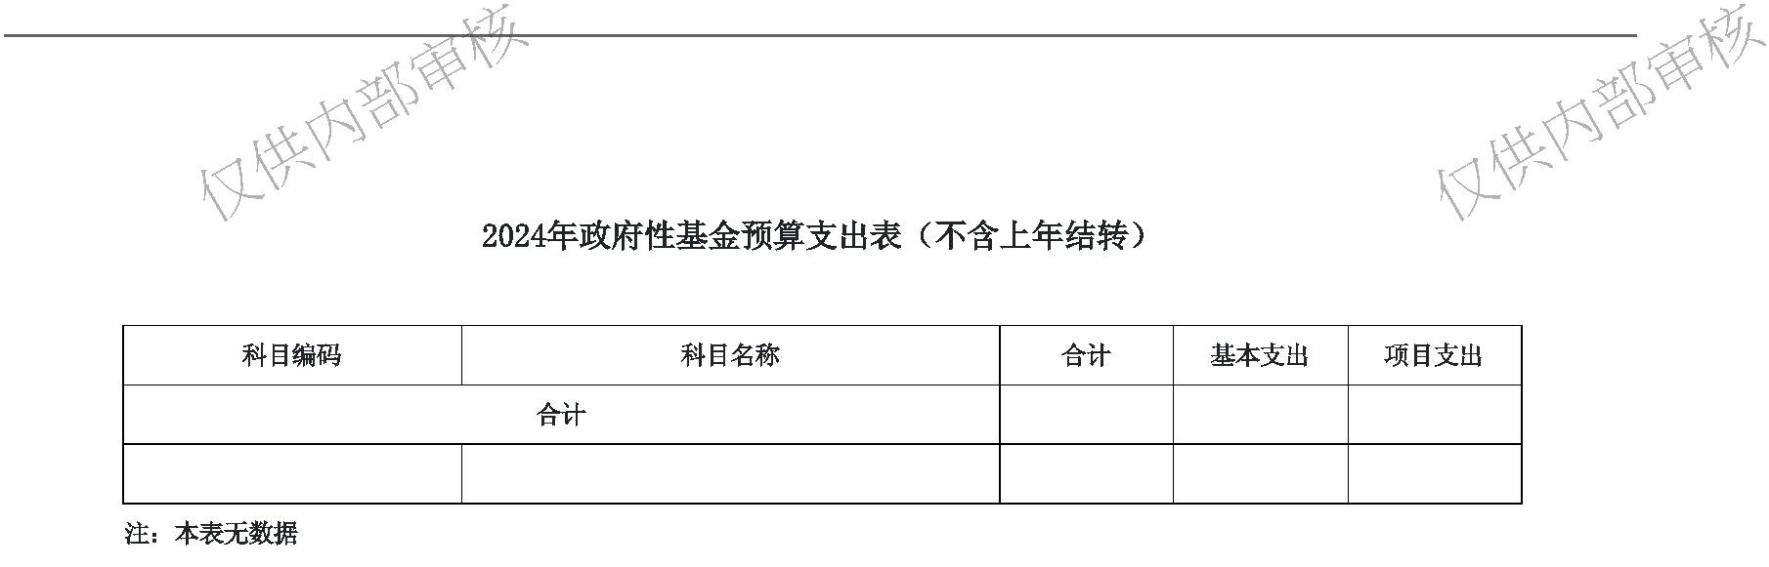 仅供内部审核
仅供内部审核
2024年政府性基金预算支出表（不含上年结转）
科目编码 科目名称 合计 基本支出 项目支出
合计
注：本表无数据